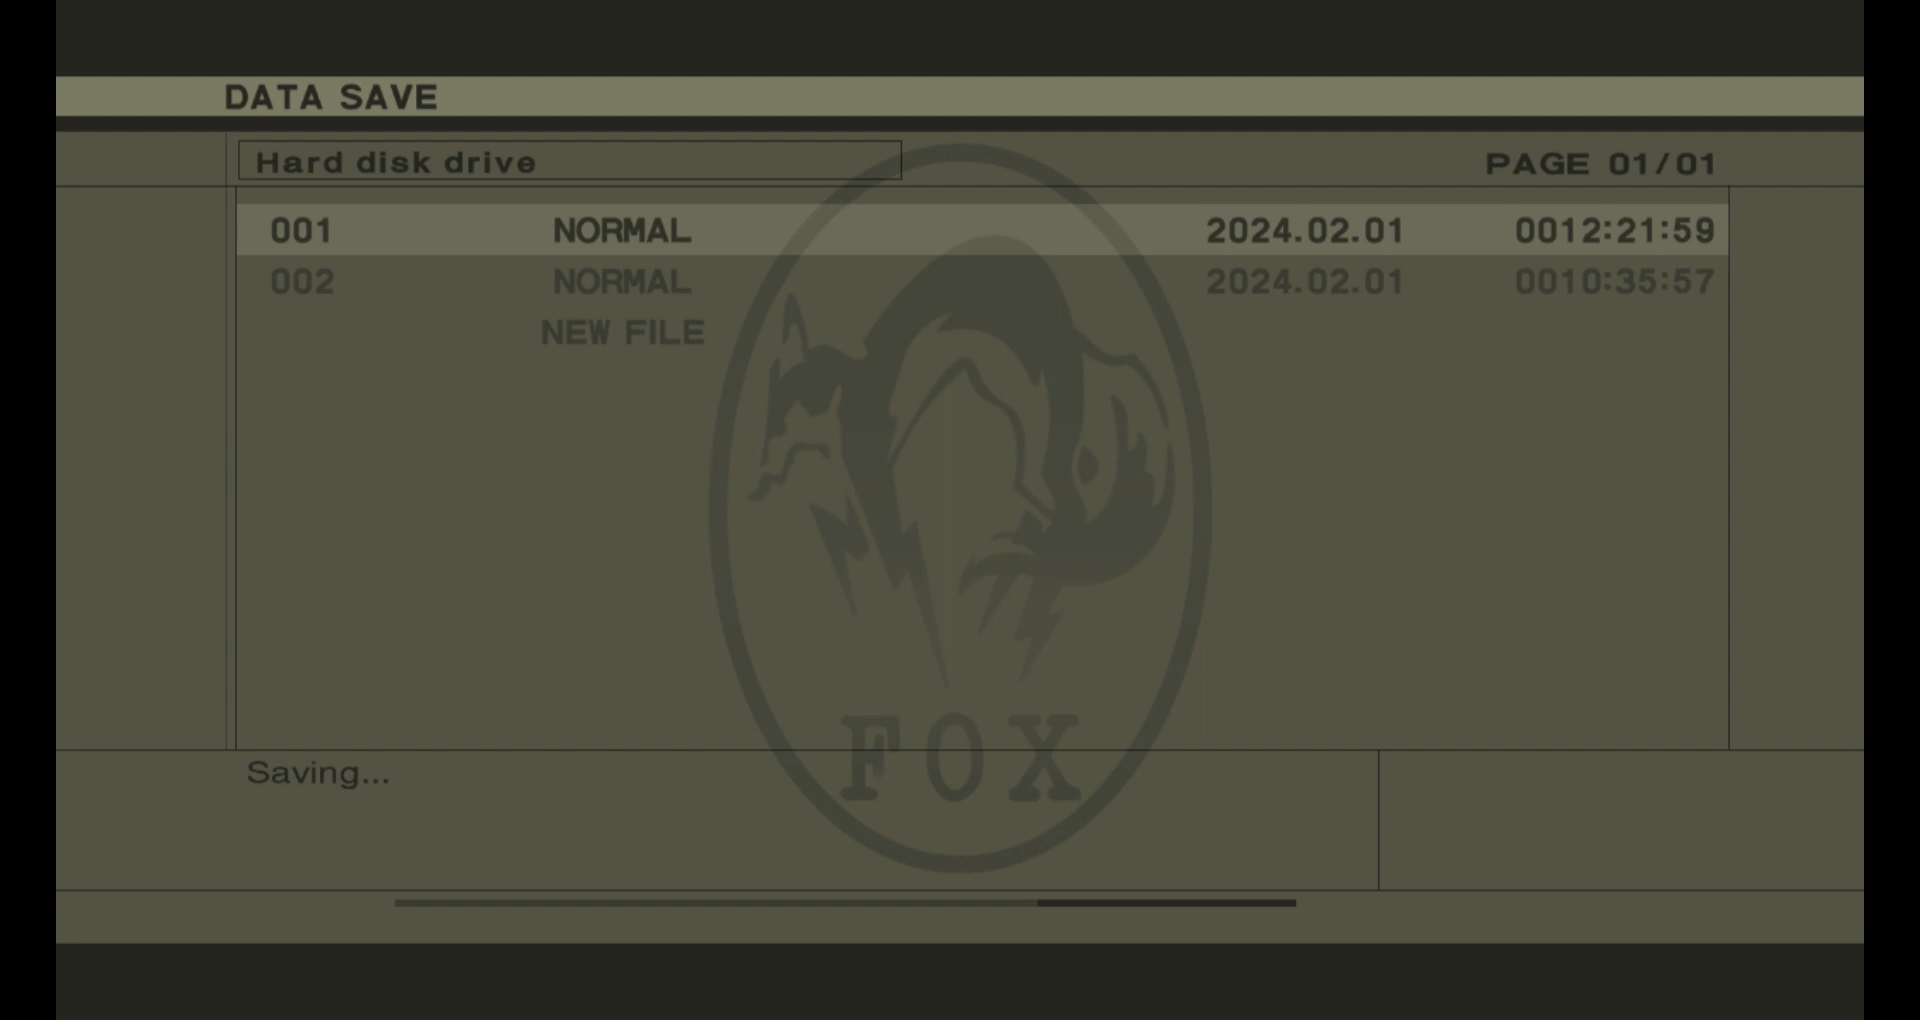 DATA SAVE
Hard disk drive PAGE 01/01
001 NORMAL 2024.02.01 0012:21:59
002 NORMAL 2024.02.01 0010:35:57
NEW FILE
FOX
Saving...